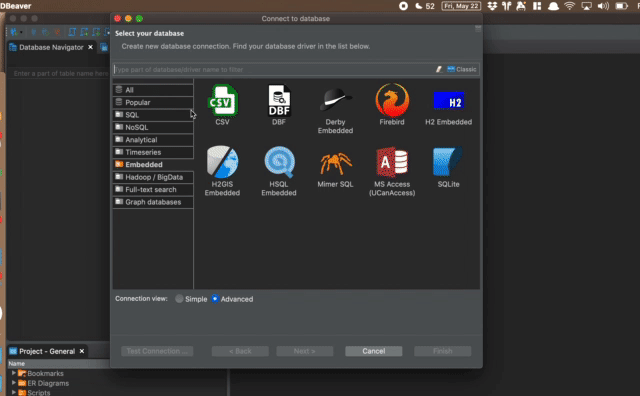 DBeaver
52
Fri, May 22
Connect to database
Database Navigator
Enter a part of table name here
Select your database
Create new database connection. Find your database driver in the list below.
Type part of database/driver name to filter
Classic
All
Popular
SQL
NoSQL
Analytical
Timeseries
Embedded
Hadoop / BigData
Full-text search
Graph databases
CSV
CSV
DBF
DBF
Derby
Embedded
Firebird
H2
H2 Embedded
H2GIS
Embedded
HSQL
Embedded
Mimer SQL
A
MS Access
(UCanAccess)
SQLite
Connection view:
Simple
Advanced
Test Connection ...
< Back
Next >
Cancel
Finish
Project - General
Name
Bookmarks
ER Diagrams
Scripts